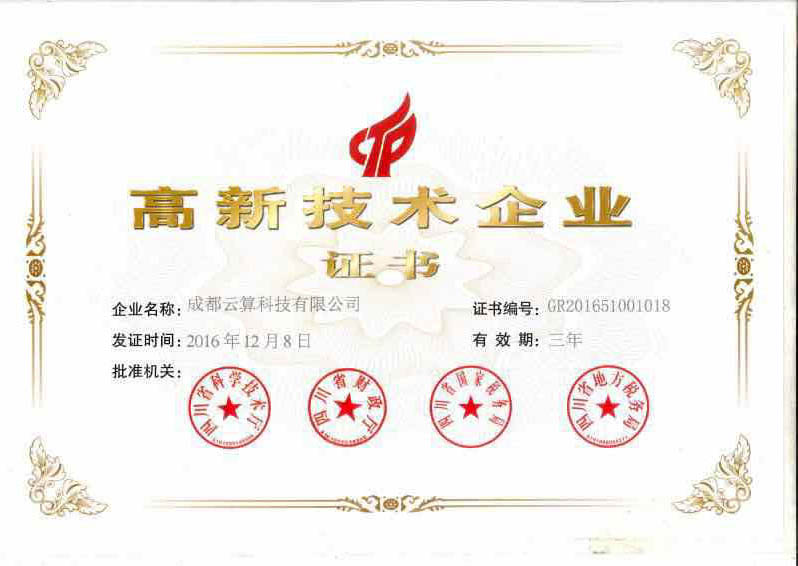 高新技术企业
证书
企业名称：成都云算科技有限公司
证书编号：GR201651001018
发证时间：2016年12月8日
有效期：三年
批准机关：
四川省科学技术厅
四川省财政厅
四川省国家税务局
四川省地方税务局